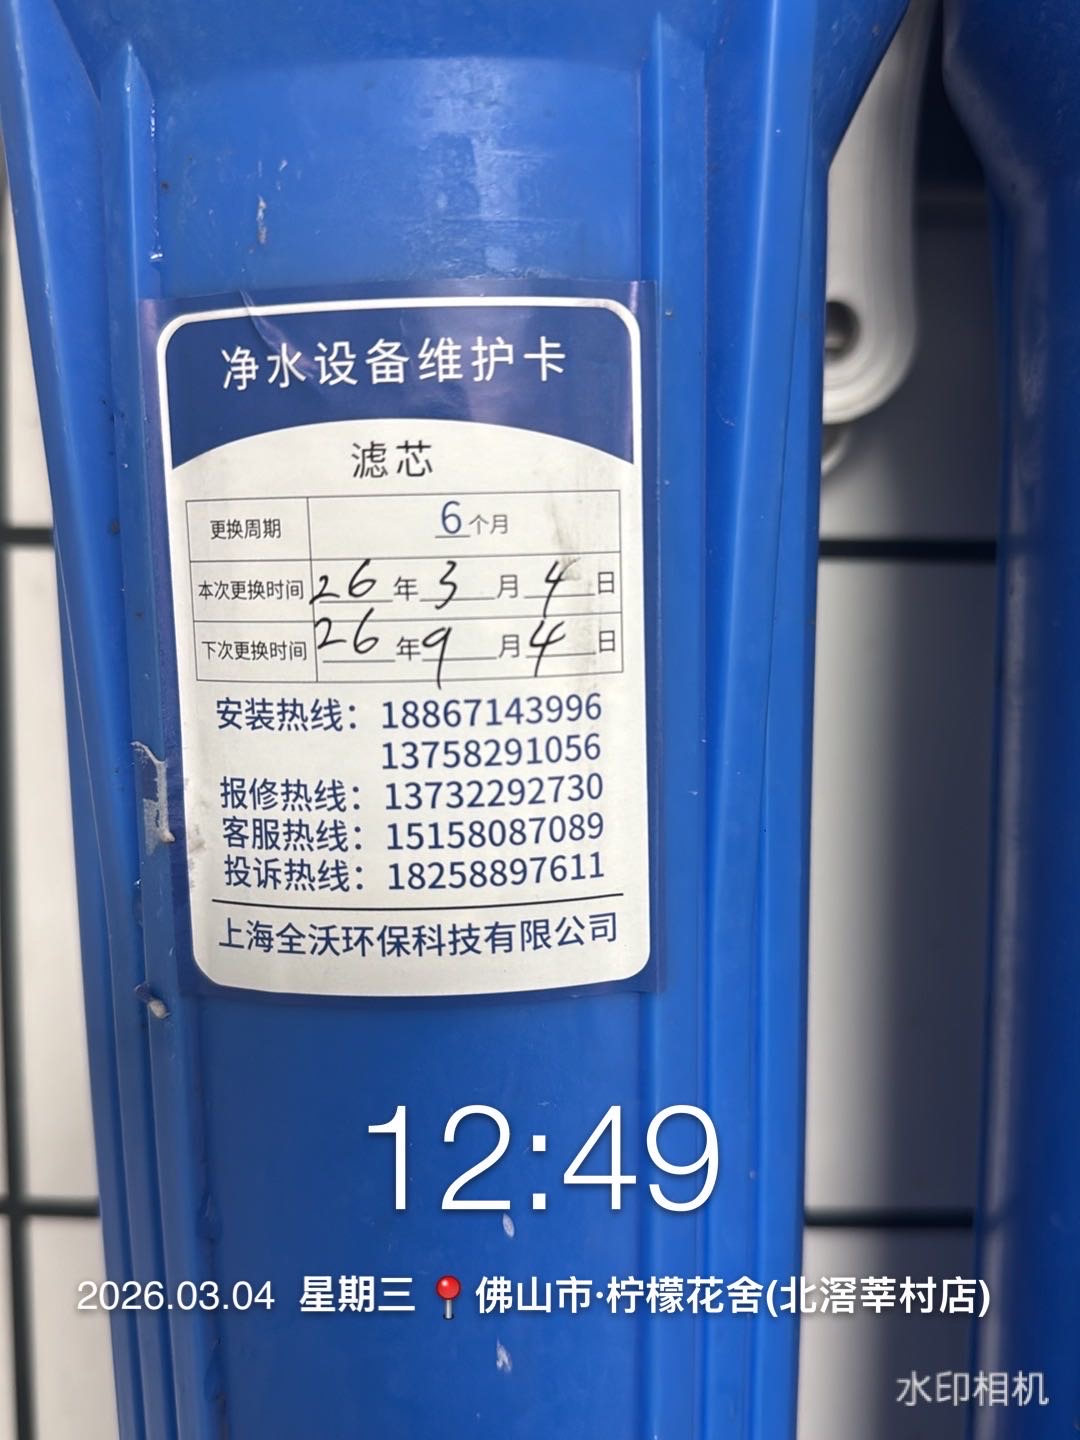 净水设备维护卡
滤芯
更换周期 6个月
本次更换时间 26年3月4日
下次更换时间 26年9月4日
安装热线：18867143996
13758291056
报修热线：13732292730
客服热线：15158087089
投诉热线：18258897611
上海全沃环保科技有限公司
12:49
2026.03.04 星期三 📍佛山市·柠檬花舍(北滘莘村店)
水印相机